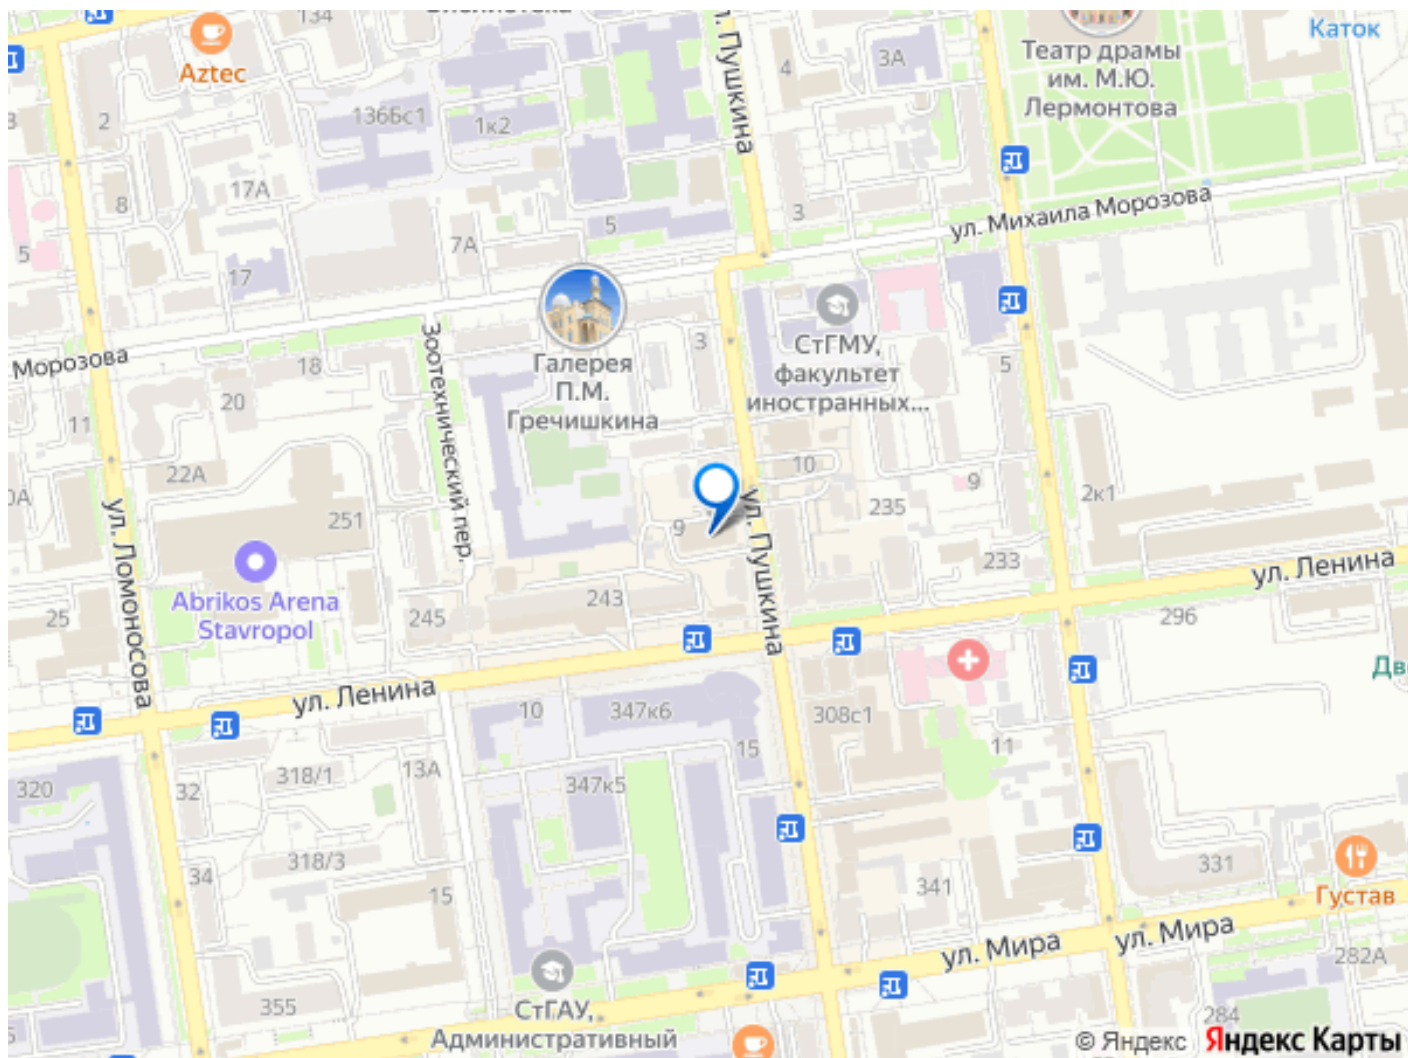 134
ул. Пушкина
Каток
Театр драмы
им. М.Ю.
Лермонтова
Aztec
4
3А
2
136Бс1
1к2
17А
8
3
ул. Михаила Морозова
5
7А
5
17
Морозова
18
Зоотехнический пер.
Галерея
П.М.
Гречишкина
3
СтГМУ,
факультет
иностранных...
5
20
11
22А
10
9
2к1
251
9
235
ул. Ломоносова
ул. Пушкина
233
ул. Ленина
Abrikos Arena
Stavropol
25
245
243
296
ул. Ленина
10
347к6
308с1
15
11
320
32
318/1
13А
347к5
318/3
34
15
341
331
Густав
ул. Мира
ул. Мира
282А
355
СтГАУ,
Административный
284
© Яндекс Яндекс Карты